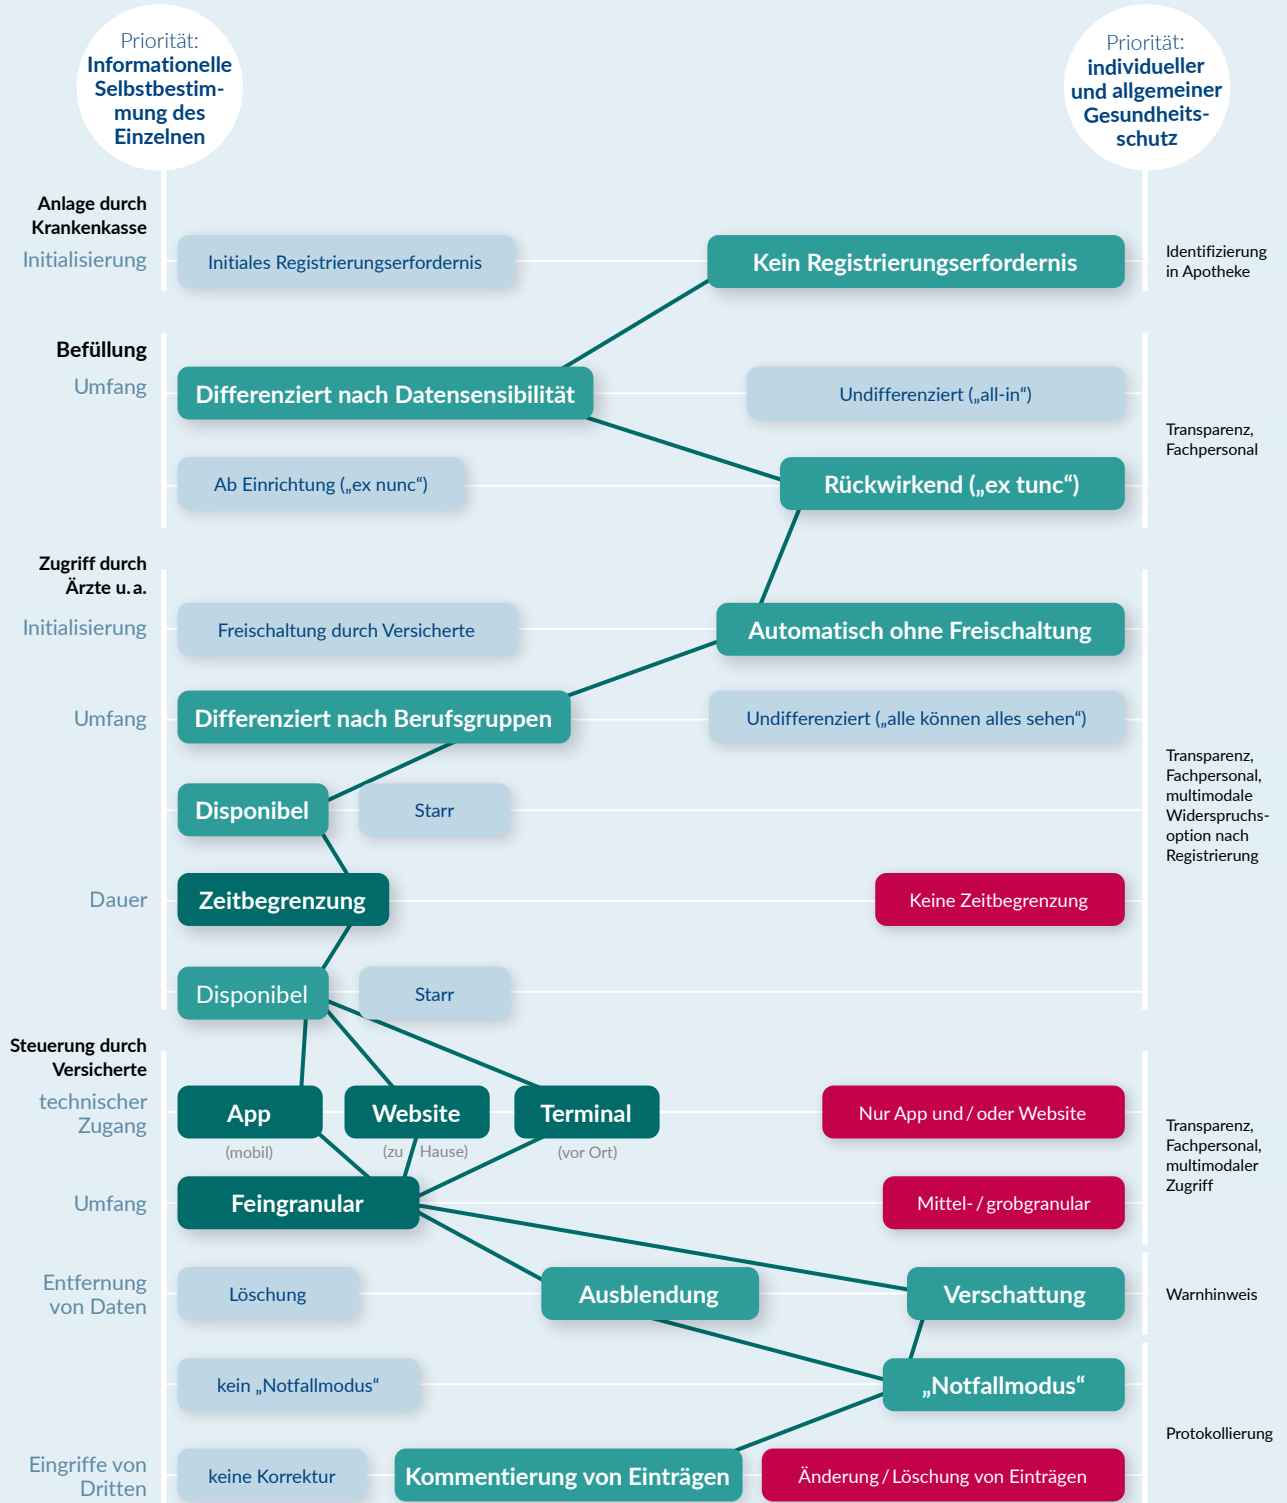 Priorität:
Informationelle
Selbstbestim-
mung des
Einzelnen
Priorität:
individueller
und allgemeiner
Gesundheits-
schutz
Anlage durch
Krankenkasse
Initialisierung
Initiales Registrierungserfordernis
Kein Registrierungserfordernis
Identifizierung
in Apotheke
Befüllung
Umfang
Differenziert nach Datensensibilität
Undifferenziert („all-in“)
Ab Einrichtung („ex nunc“)
Rückwirkend („ex tunc“)
Transparenz,
Fachpersonal
Zugriff durch
Ärzte u. a.
Initialisierung
Freischaltung durch Versicherte
Automatisch ohne Freischaltung
Umfang
Differenziert nach Berufsgruppen
Undifferenziert („alle können alles sehen“)
Disponibel
Starr
Transparenz,
Fachpersonal,
multimodale
Widerspruchs-
option nach
Registrierung
Dauer
Zeitbegrenzung
Keine Zeitbegrenzung
Disponibel
Starr
Steuerung durch
Versicherte
technischer
Zugang
App
(mobil)
Website
(zu Hause)
Terminal
(vor Ort)
Nur App und / oder Website
Transparenz,
Fachpersonal,
multimodaler
Zugriff
Umfang
Feingranular
Mittel- / grobgranular
Entfernung
von Daten
Löschung
Ausblendung
Verschattung
Warnhinweis
kein „Notfallmodus“
„Notfallmodus“
Protokollierung
Eingriffe von
Dritten
keine Korrektur
Kommentierung von Einträgen
Änderung / Löschung von Einträgen